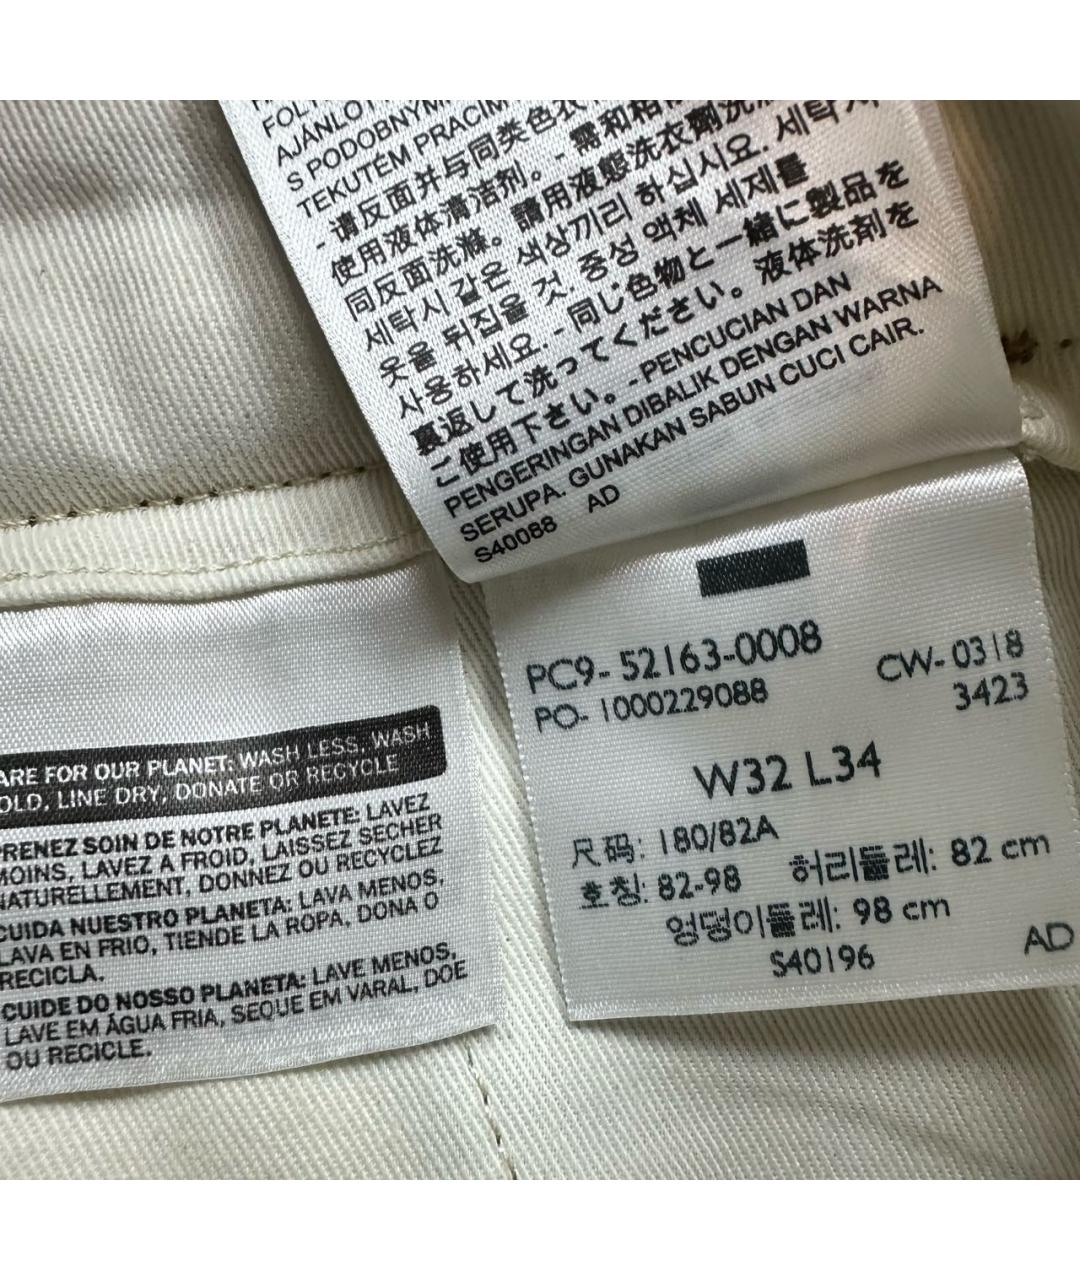 AJÁNLOTT
S PODOBNÝMI
TEKUTÉM PRACÍM
- 请反面并与同类色衣
使用液体清洁剂。 - 需和相
同反面洗滌。請用液態洗衣劑洗
세탁시 같은 색상끼리 하십시요. 세탁
옷을 뒤집을 것. 중성 액체 세제를
사용하세요. - 同じ色物と一緒に製品を
裏返して洗ってください。液体洗剤を
ご使用下さい。 - PENCUCIAN DAN
PENGERINGAN DIBALIK DENGAN WARNA
SERUPA. GUNAKAN SABUN CUCI CAIR.
S40088 AD
ARE FOR OUR PLANET: WASH LESS, WASH
OLD, LINE DRY, DONATE OR RECYCLE
PRENEZ SOIN DE NOTRE PLANETE: LAVEZ
MOINS, LAVEZ A FROID, LAISSEZ SECHER
NATURELLEMENT, DONNEZ OU RECYCLEZ
CUIDA NUESTRO PLANETA: LAVA MENOS,
LAVA EN FRIO, TIENDE LA ROPA, DONA O
RECICLA.
CUIDE DO NOSSO PLANETA: LAVE MENOS,
LAVE EM ÁGUA FRIA, SEQUE EM VARAL, DOE
OU RECICLE.
PC9- 52163-0008 CW- 0318
PO- 1000229088 3423
W32 L34
尺码: 180/82A
호칭: 82-98 허리둘레: 82 cm
엉덩이둘레: 98 cm
S40196 AD